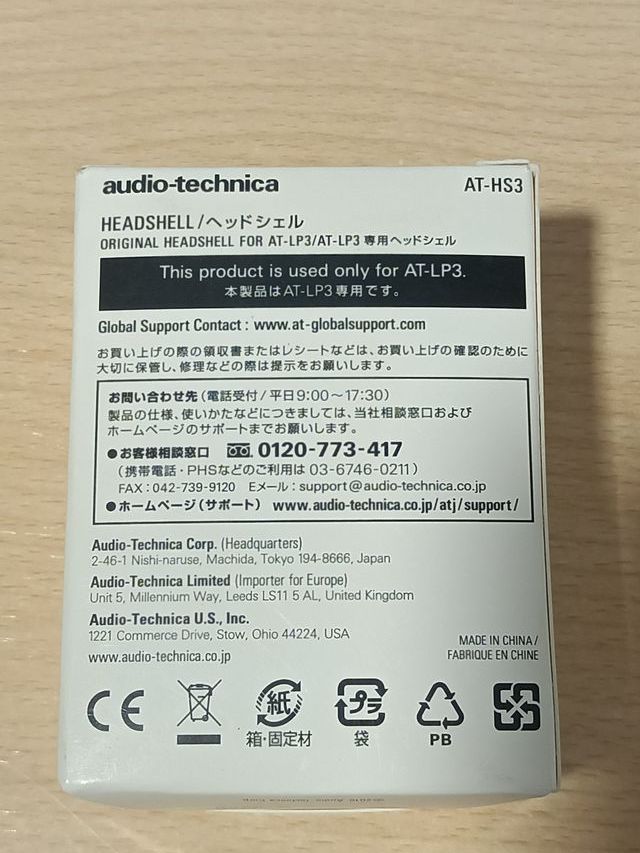 audio-technica
AT-HS3
HEADSHELL/ヘッドシェル
ORIGINAL HEADSHELL FOR AT-LP3/AT-LP3 専用ヘッドシェル
This product is used only for AT-LP3.
本製品はAT-LP3専用です。
Global Support Contact : www.at-globalsupport.com
お買い上げの際の領収書またはレシートなどは、お買い上げの確認のために
大切に保管し、修理などの際は提示をお願いします。
お問い合わせ先（電話受付/平日9:00～17:30）
製品の仕様、使いかたなどにつきましては、当社相談窓口および
ホームページのサポートまでお願いします。
●お客様相談窓口 0120-773-417
（携帯電話・PHSなどのご利用は 03-6746-0211）
FAX：042-739-9120 Eメール：support@audio-technica.co.jp
●ホームページ（サポート） www.audio-technica.co.jp/atj/support/
Audio-Technica Corp. (Headquarters)
2-46-1 Nishi-naruse, Machida, Tokyo 194-8666, Japan
Audio-Technica Limited (Importer for Europe)
Unit 5, Millennium Way, Leeds LS11 5 AL, United Kingdom
Audio-Technica U.S., Inc.
1221 Commerce Drive, Stow, Ohio 44224, USA
www.audio-technica.co.jp
MADE IN CHINA/
FABRIQUE EN CHINE
CE
紙
箱・固定材
プラ
袋
PB